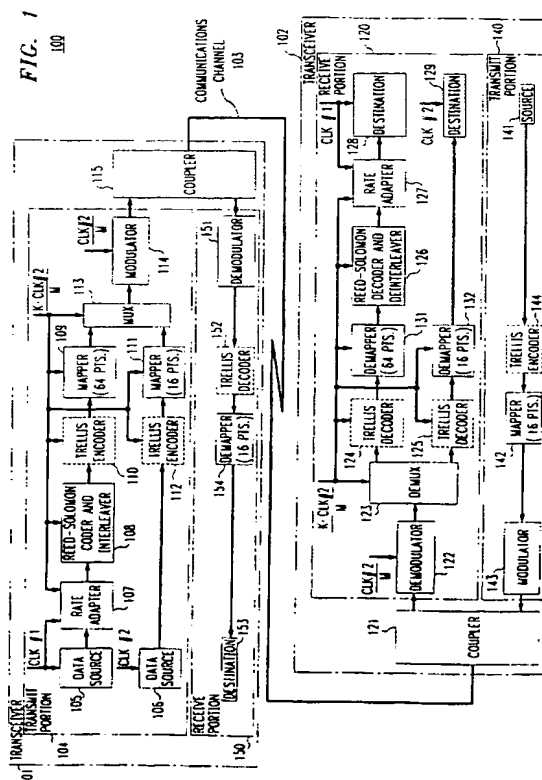 FIG. 1
100
TRANSCEIVER
101
TRANSMIT PORTION
104
CLK #1
DATA SOURCE
105
RATE ADAPTER
107
REED-SOLOMON CODER AND INTERLEAVER
108
TRELLIS ENCODER
110
MAPPER (64 PTS.)
109
K·CLK#2
M
MUX
113
CLK#2
M
MODULATOR
114
COUPLER
115
COMMUNICATIONS CHANNEL
103
CLK #2
DATA SOURCE
106
TRELLIS ENCODER
112
MAPPER (16 PTS.)
111
RECEIVE PORTION
150
DESTINATION
153
DEMAPPER (16 PTS.)
154
TRELLIS DECODER
152
DEMODULATOR
151
102
TRANSCEIVER
120
RECEIVE PORTION
COUPLER
121
CLK#2
M
DEMODULATOR
122
K·CLK#2
M
DEMUX
123
TRELLIS DECODER
124
DEMAPPER (64 PTS.)
131
REED-SOLOMON DECODER AND DEINTERLEAVER
126
RATE ADAPTER
127
CLK #1
DESTINATION
128
TRELLIS DECODER
125
DEMAPPER (16 PTS.)
132
CLK #2
DESTINATION
129
140
TRANSMIT PORTION
SOURCE
141
TRELLIS ENCODER
144
MAPPER (16 PTS.)
142
MODULATOR
143